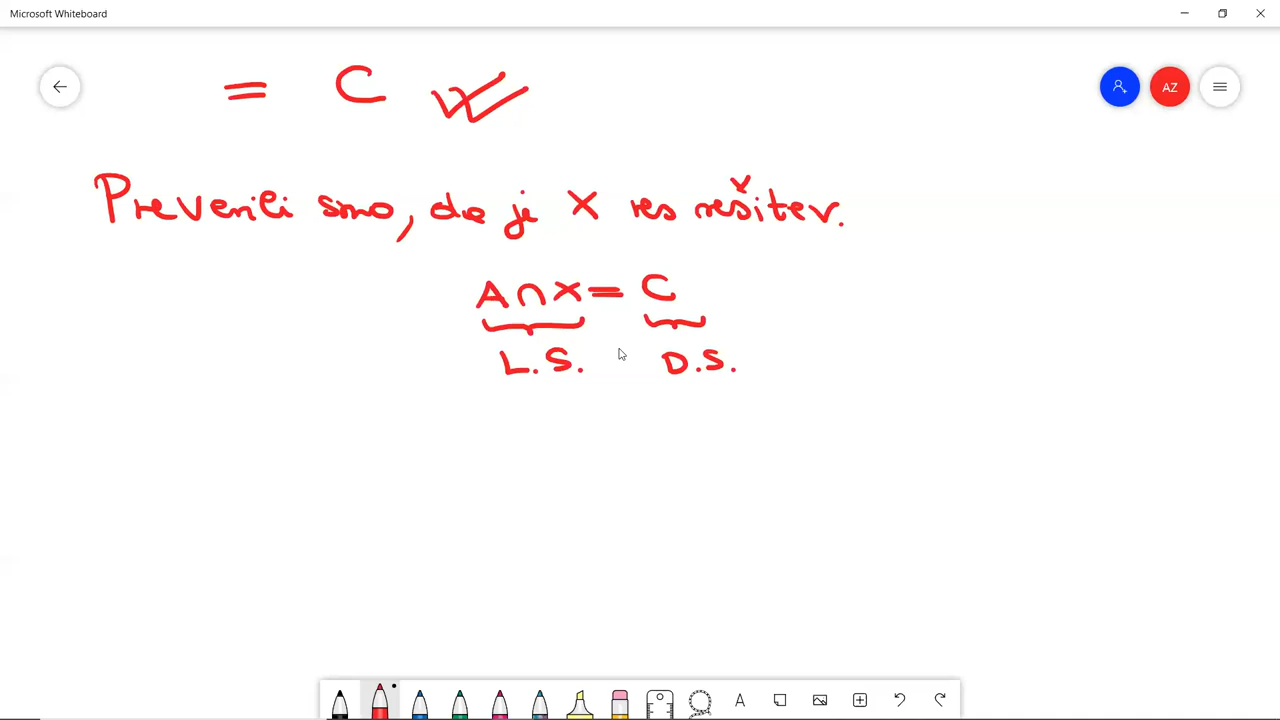 Microsoft Whiteboard
= C
AZ
Preverili smo, da je X res rešitev.
A∩X = C
L.S. D.S.
A